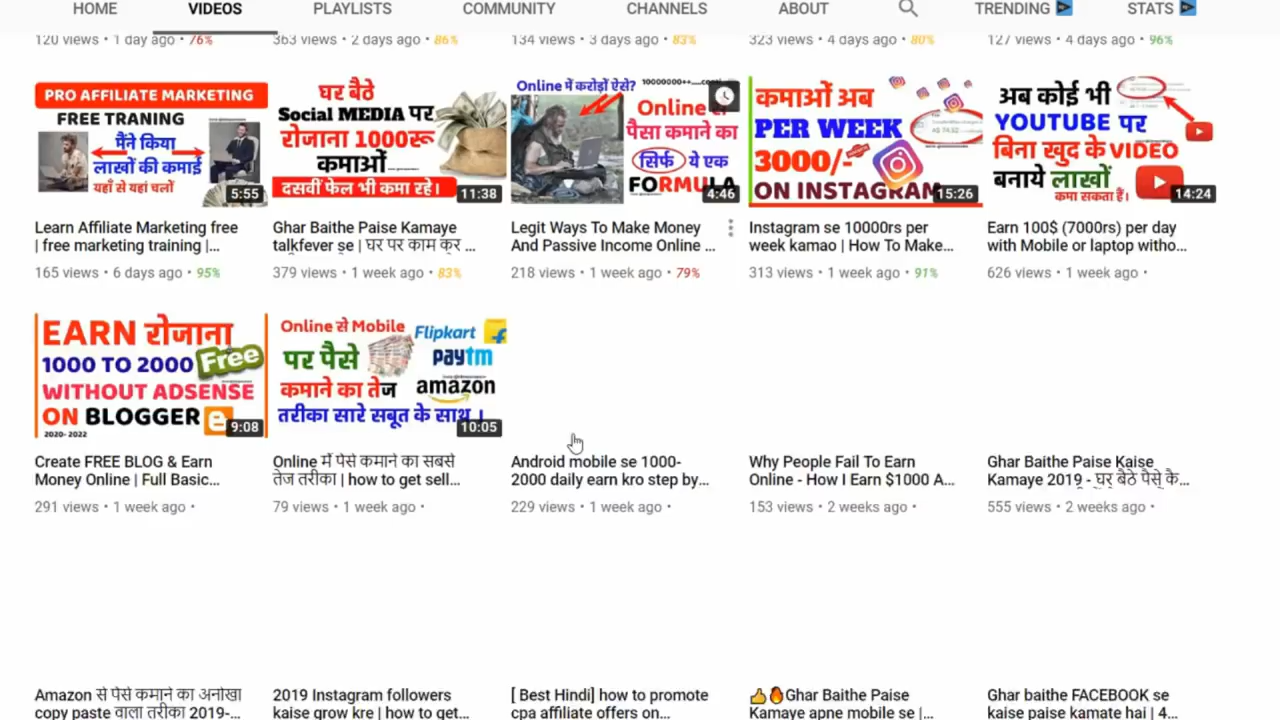 HOME VIDEOS PLAYLISTS COMMUNITY CHANNELS ABOUT TRENDING STATS
120 views • 1 day ago • 76%
363 views • 2 days ago • 86%
134 views • 3 days ago • 83%
323 views • 4 days ago • 80%
127 views • 4 days ago • 96%
PRO AFFILIATE MARKETING
FREE TRANING
मैंने किया
लाखों की कमाई
यहाँ से यहां चलों
5:55
Learn Affiliate Marketing free
| free marketing training |...
165 views • 6 days ago • 95%
घर बैठे
Social MEDIA पर
रोजाना 1000रू
कमाओं
दसवीं फेल भी कमा रहे।
11:38
Ghar Baithe Paise Kamaye
talkfever se | घर पर काम कर ...
379 views • 1 week ago • 83%
Online में करोड़ों ऐसे?
Online से
पैसा कमाने का
सिर्फ ये एक
FORMULA
4:46
Legit Ways To Make Money
And Passive Income Online ...
218 views • 1 week ago • 79%
कमाओं अब
PER WEEK
3000/-
ON INSTAGRAM
15:26
Instagram se 10000rs per
week kamao | How To Make...
313 views • 1 week ago • 91%
अब कोई भी
YOUTUBE पर
बिना खुद के VIDEO
बनाये लाखों
कमा सकता हैं।
14:24
Earn 100$ (7000rs) per day
with Mobile or laptop witho...
626 views • 1 week ago •
EARN रोजाना
1000 TO 2000 Free
WITHOUT ADSENSE
ON BLOGGER
2020- 2022
9:08
Create FREE BLOG & Earn
Money Online | Full Basic...
291 views • 1 week ago •
Online से Mobile
पर पैसे
कमाने का तेज
तरीका सारे सबूत के साथ।
Flipkart
paytm
amazon
10:05
Online में पैसे कमाने का सबसे
तेज तरीका | how to get sell...
79 views • 1 week ago •
Android mobile se 1000-
2000 daily earn kro step by...
229 views • 1 week ago •
Why People Fail To Earn
Online - How I Earn $1000 A...
153 views • 2 weeks ago •
Ghar Baithe Paise Kaise
Kamaye 2019 - घर बैठे पैसे कै...
555 views • 2 weeks ago •
Amazon से पैसे कमाने का अनोखा
copy paste वाला तरीका 2019-...
2019 Instagram followers
kaise grow kre | how to get...
[ Best Hindi] how to promote
cpa affiliate offers on...
👍🔥Ghar Baithe Paise
Kamaye apne mobile se |...
Ghar baithe FACEBOOK se
kaise paise kamate hai | 4...